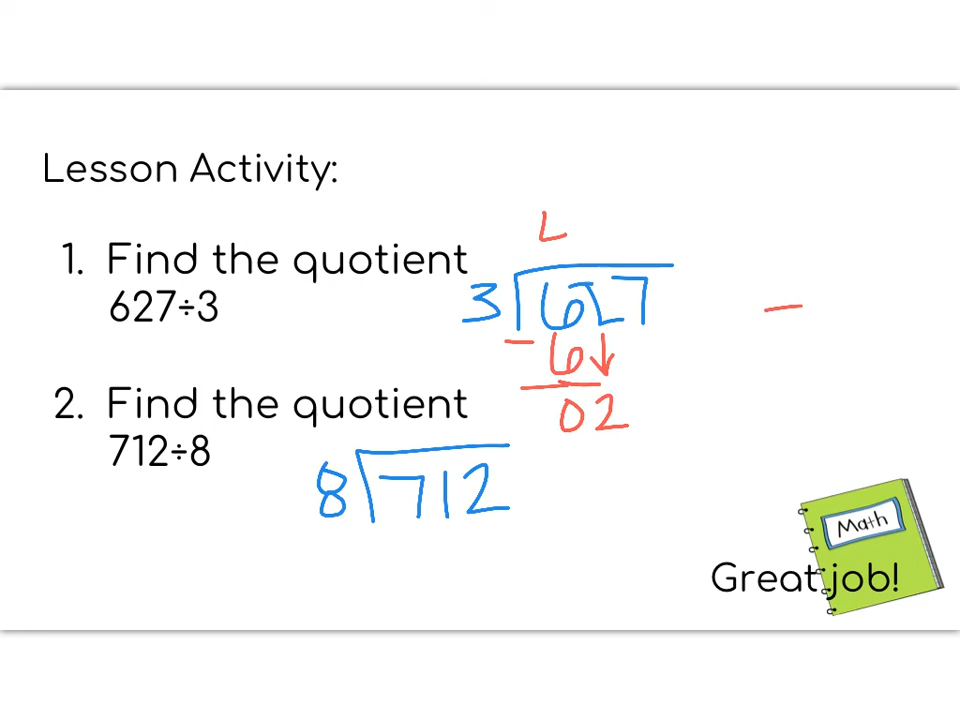 Lesson Activity:
1. Find the quotient
627÷3
3 627
- 6
02
2. Find the quotient
712÷8
8 712
Math
Great job!